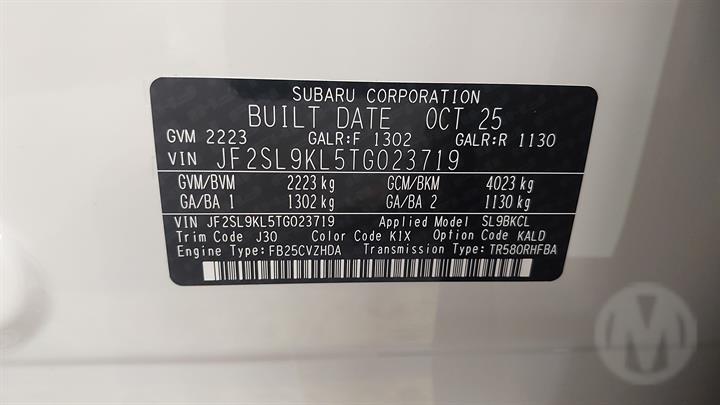 SUBARU CORPORATION
BUILT DATE OCT 25
GVM 2223 GALR:F 1302 GALR:R 1130
VIN JF2SL9KL5TG023719
GVM/BVM 2223 kg GCM/BKM 4023 kg
GA/BA 1 1302 kg GA/BA 2 1130 kg
VIN JF2SL9KL5TG023719 Applied Model SL9BKCL
Trim Code J30 Color Code K1X Option Code KALD
Engine Type: FB25CVZHDA Transmission Type: TR580RHFBA
M